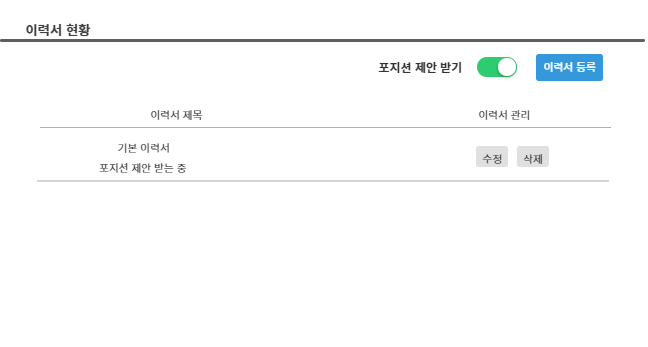 이력서 현황
포지션 제안 받기 이력서 등록
이력서 제목 이력서 관리
기본 이력서
포지션 제안 받는 중
수정 삭제